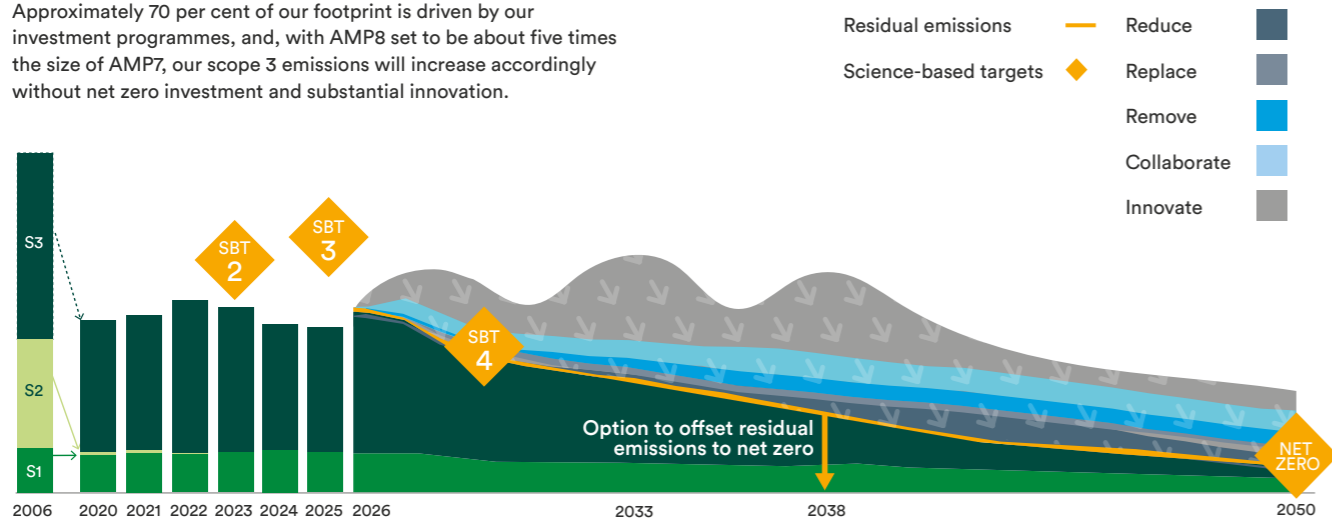 Approximately 70 per cent of our footprint is driven by our
investment programmes, and, with AMP8 set to be about five times
the size of AMP7, our scope 3 emissions will increase accordingly
without net zero investment and substantial innovation.
Residual emissions
Science-based targets
Reduce
Replace
Remove
Collaborate
Innovate
S3
S2
S1
SBT
2
SBT
3
SBT
4
Option to offset residual
emissions to net zero
NET
ZERO
2006 2020 2021 2022 2023 2024 2025 2026 2033 2038 2050